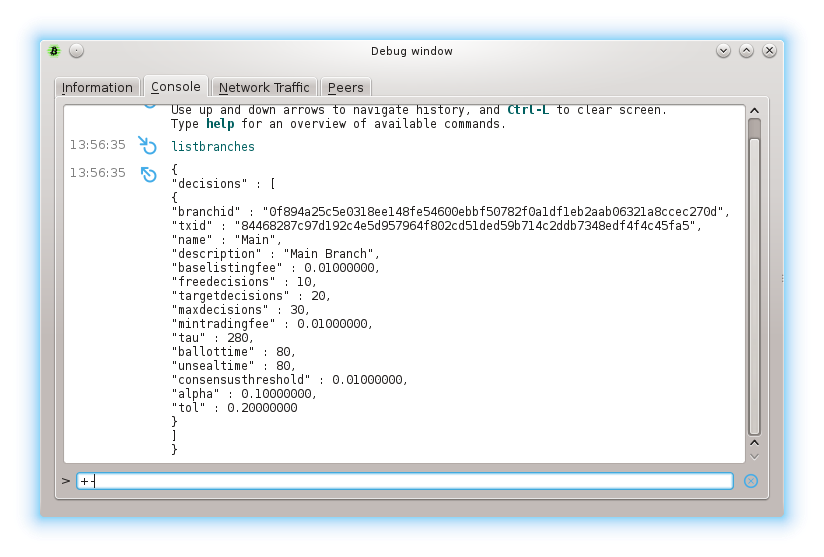 Debug window
Information Console Network Traffic Peers
Use up and down arrows to navigate history, and Ctrl-L to clear screen.
Type help for an overview of available commands.
13:56:35 listbranches
13:56:35 {
"decisions" : [
{
"branchid" : "0f894a25c5e0318ee148fe54600ebbf50782f0a1df1eb2aab06321a8ccec270d",
"txid" : "84468287c97d192c4e5d957964f802cd51ded59b714c2ddb7348edf4f4c45fa5",
"name" : "Main",
"description" : "Main Branch",
"baselistingfee" : 0.01000000,
"freedecisions" : 10,
"targetdecisions" : 20,
"maxdecisions" : 30,
"mintradingfee" : 0.01000000,
"tau" : 280,
"ballottime" : 80,
"unsealtime" : 80,
"consensusthreshold" : 0.01000000,
"alpha" : 0.10000000,
"tol" : 0.20000000
}
]
}
> +-